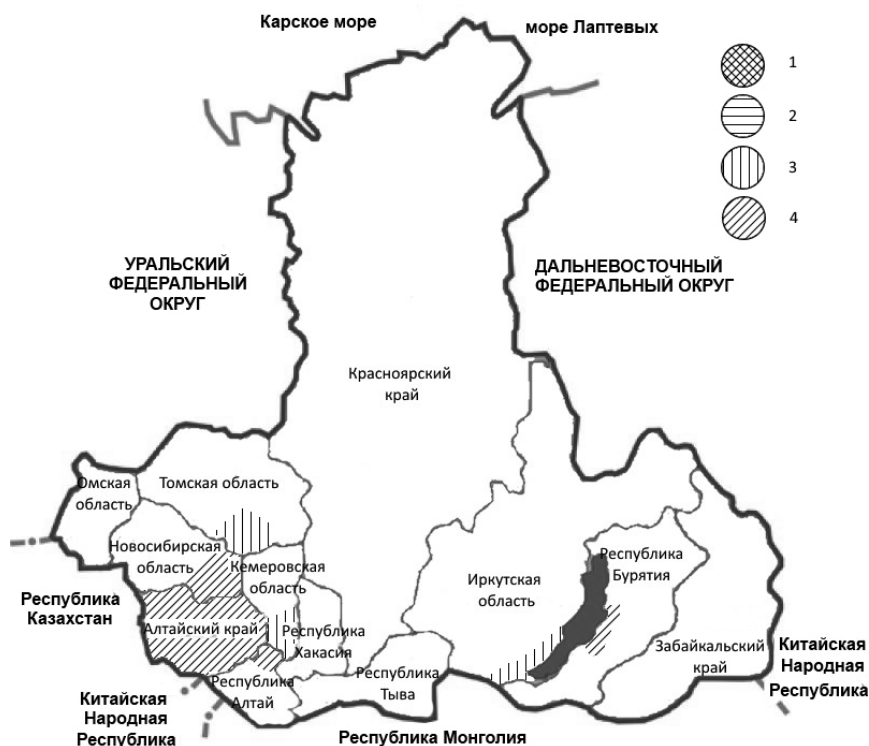 Карское море
море Лаптевых
1
2
3
4
УРАЛЬСКИЙ
ФЕДЕРАЛЬНЫЙ
ОКРУГ
ДАЛЬНЕВОСТОЧНЫЙ
ФЕДЕРАЛЬНЫЙ ОКРУГ
Красноярский
край
Омская
область
Томская область
Новосибирская
область
Кемеровская
область
Республика
Бурятия
Иркутская
область
Республика
Казахстан
Алтайский край
Республика
Хакасия
Забайкальский
край
Китайская
Народная
Республика
Республика
Алтай
Республика
Тыва
Китайская
Народная
Республика
Республика Монголия